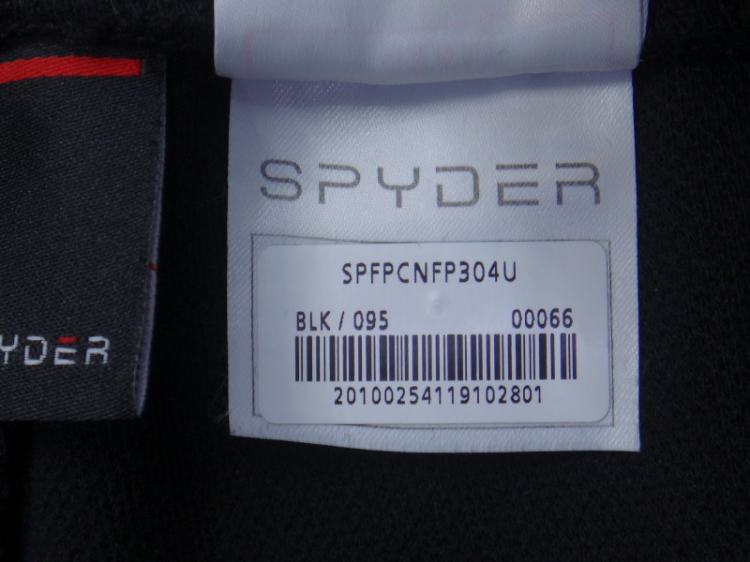 SPYDER
SPFPCNFP304U
BLK / 095 00066
20100254119102801
YDER